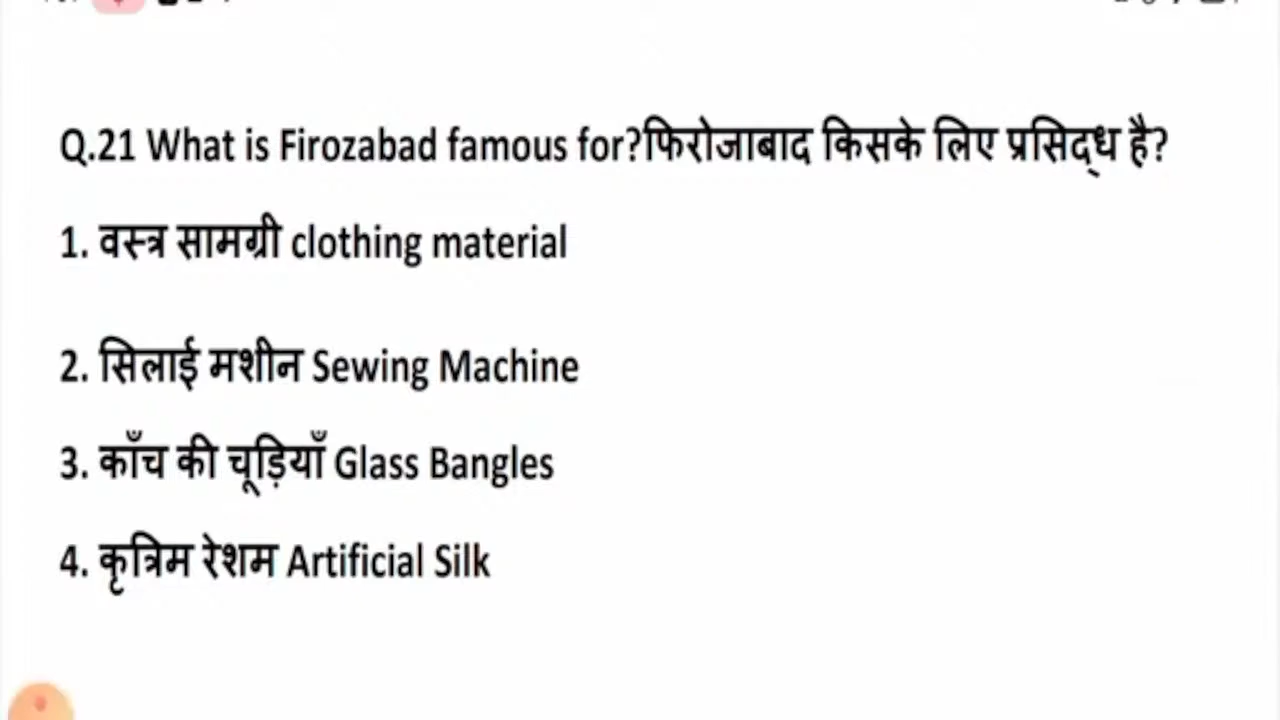 Q.21 What is Firozabad famous for?फिरोजाबाद किसके लिए प्रसिद्ध है?
1. वस्त्र सामग्री clothing material
2. सिलाई मशीन Sewing Machine
3. काँच की चूड़ियाँ Glass Bangles
4. कृत्रिम रेशम Artificial Silk